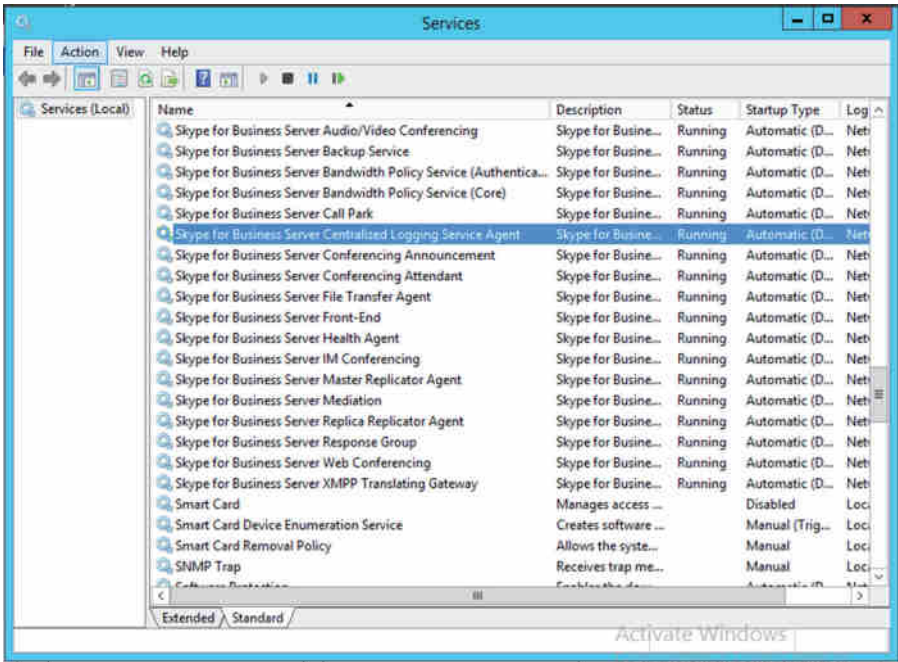 Services
File Action View Help
Services (Local)
Name Description Status Startup Type Log
Skype for Business Server Audio/Video Conferencing Skype for Busine... Running Automatic (D... Net
Skype for Business Server Backup Service Skype for Busine... Running Automatic (D... Net
Skype for Business Server Bandwidth Policy Service (Authentica... Skype for Busine... Running Automatic (D... Net
Skype for Business Server Bandwidth Policy Service (Core) Skype for Busine... Running Automatic (D... Net
Skype for Business Server Call Park Skype for Busine... Running Automatic (D... Net
Skype for Business Server Centralized Logging Service Agent Skype for Busine... Running Automatic (D... Net
Skype for Business Server Conferencing Announcement Skype for Busine... Running Automatic (D... Net
Skype for Business Server Conferencing Attendant Skype for Busine... Running Automatic (D... Net
Skype for Business Server File Transfer Agent Skype for Busine... Running Automatic (D... Net
Skype for Business Server Front-End Skype for Busine... Running Automatic (D... Net
Skype for Business Server Health Agent Skype for Busine... Running Automatic (D... Net
Skype for Business Server IM Conferencing Skype for Busine... Running Automatic (D... Net
Skype for Business Server Master Replicator Agent Skype for Busine... Running Automatic (D... Net
Skype for Business Server Mediation Skype for Busine... Running Automatic (D... Net
Skype for Business Server Replica Replicator Agent Skype for Busine... Running Automatic (D... Net
Skype for Business Server Response Group Skype for Busine... Running Automatic (D... Net
Skype for Business Server Web Conferencing Skype for Busine... Running Automatic (D... Net
Skype for Business Server XMPP Translating Gateway Skype for Busine... Running Automatic (D... Net
Smart Card Manages access ... Disabled Loc
Smart Card Device Enumeration Service Creates software ... Manual (Trig... Loc
Smart Card Removal Policy Allows the syste... Manual Loc
SNMP Trap Receives trap me... Manual Loc
Extended Standard
Activate Windows